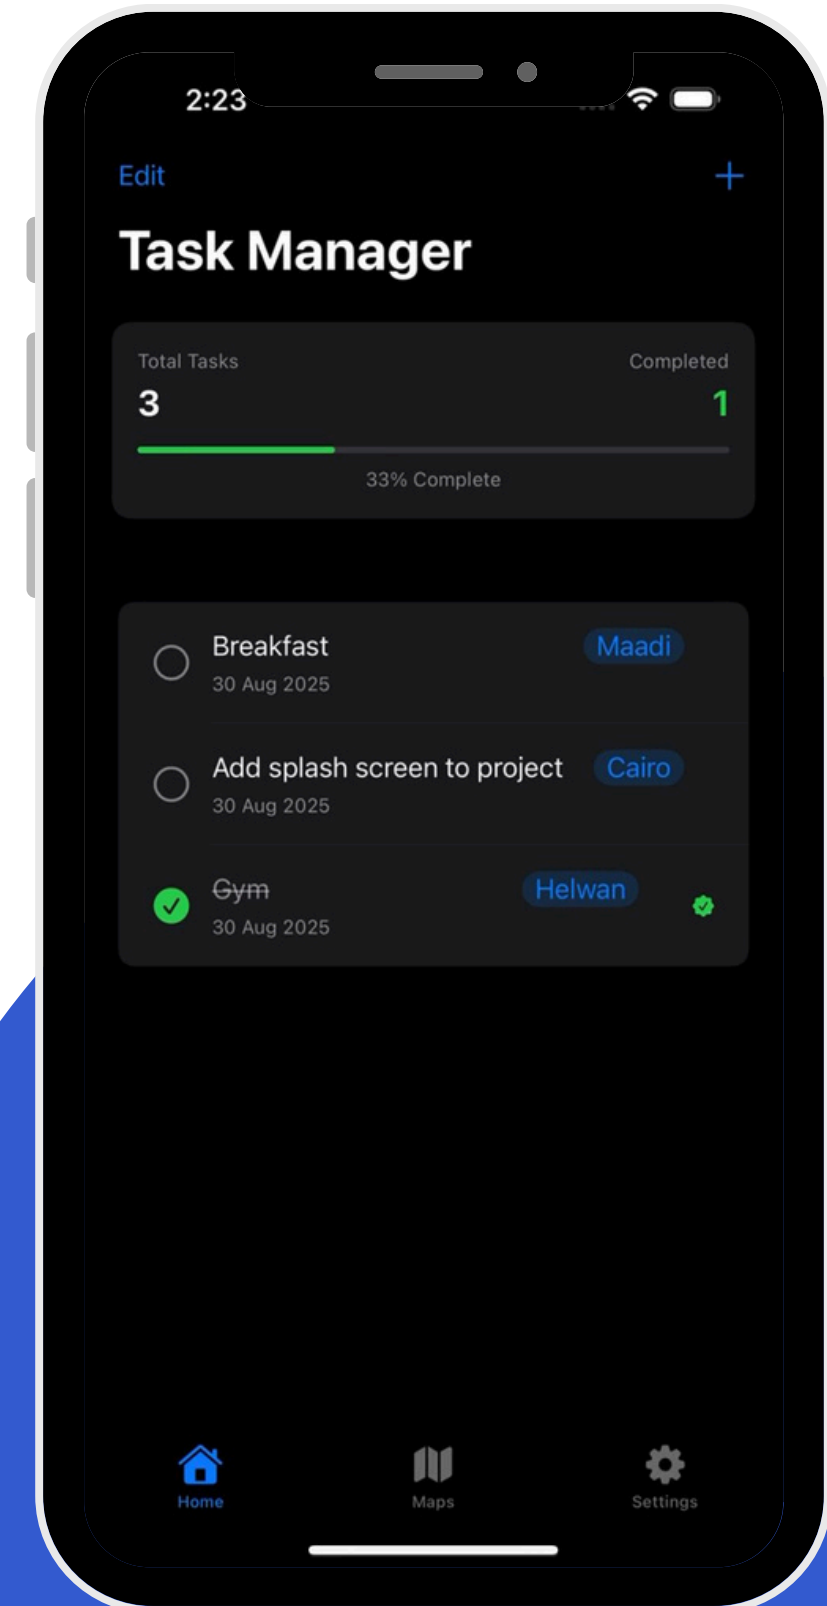 2:23
Edit
Task Manager
Total Tasks Completed
3 1
33% Complete
Breakfast Maadi
30 Aug 2025
Add splash screen to project Cairo
30 Aug 2025
Gym Helwan
30 Aug 2025
Home Maps Settings